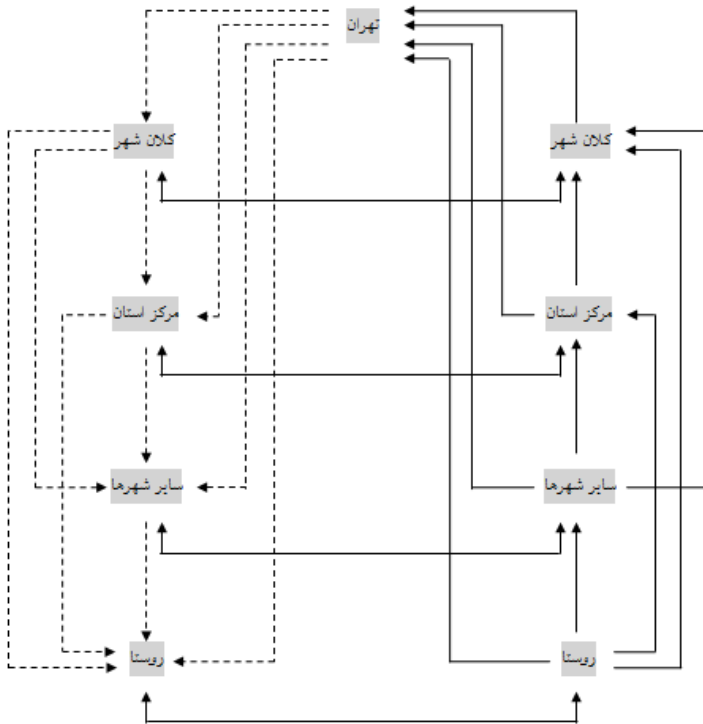 تهران
کلان شهر
کلان شهر
مرکز استان
مرکز استان
سایر شهرها
سایر شهرها
روستا
روستا